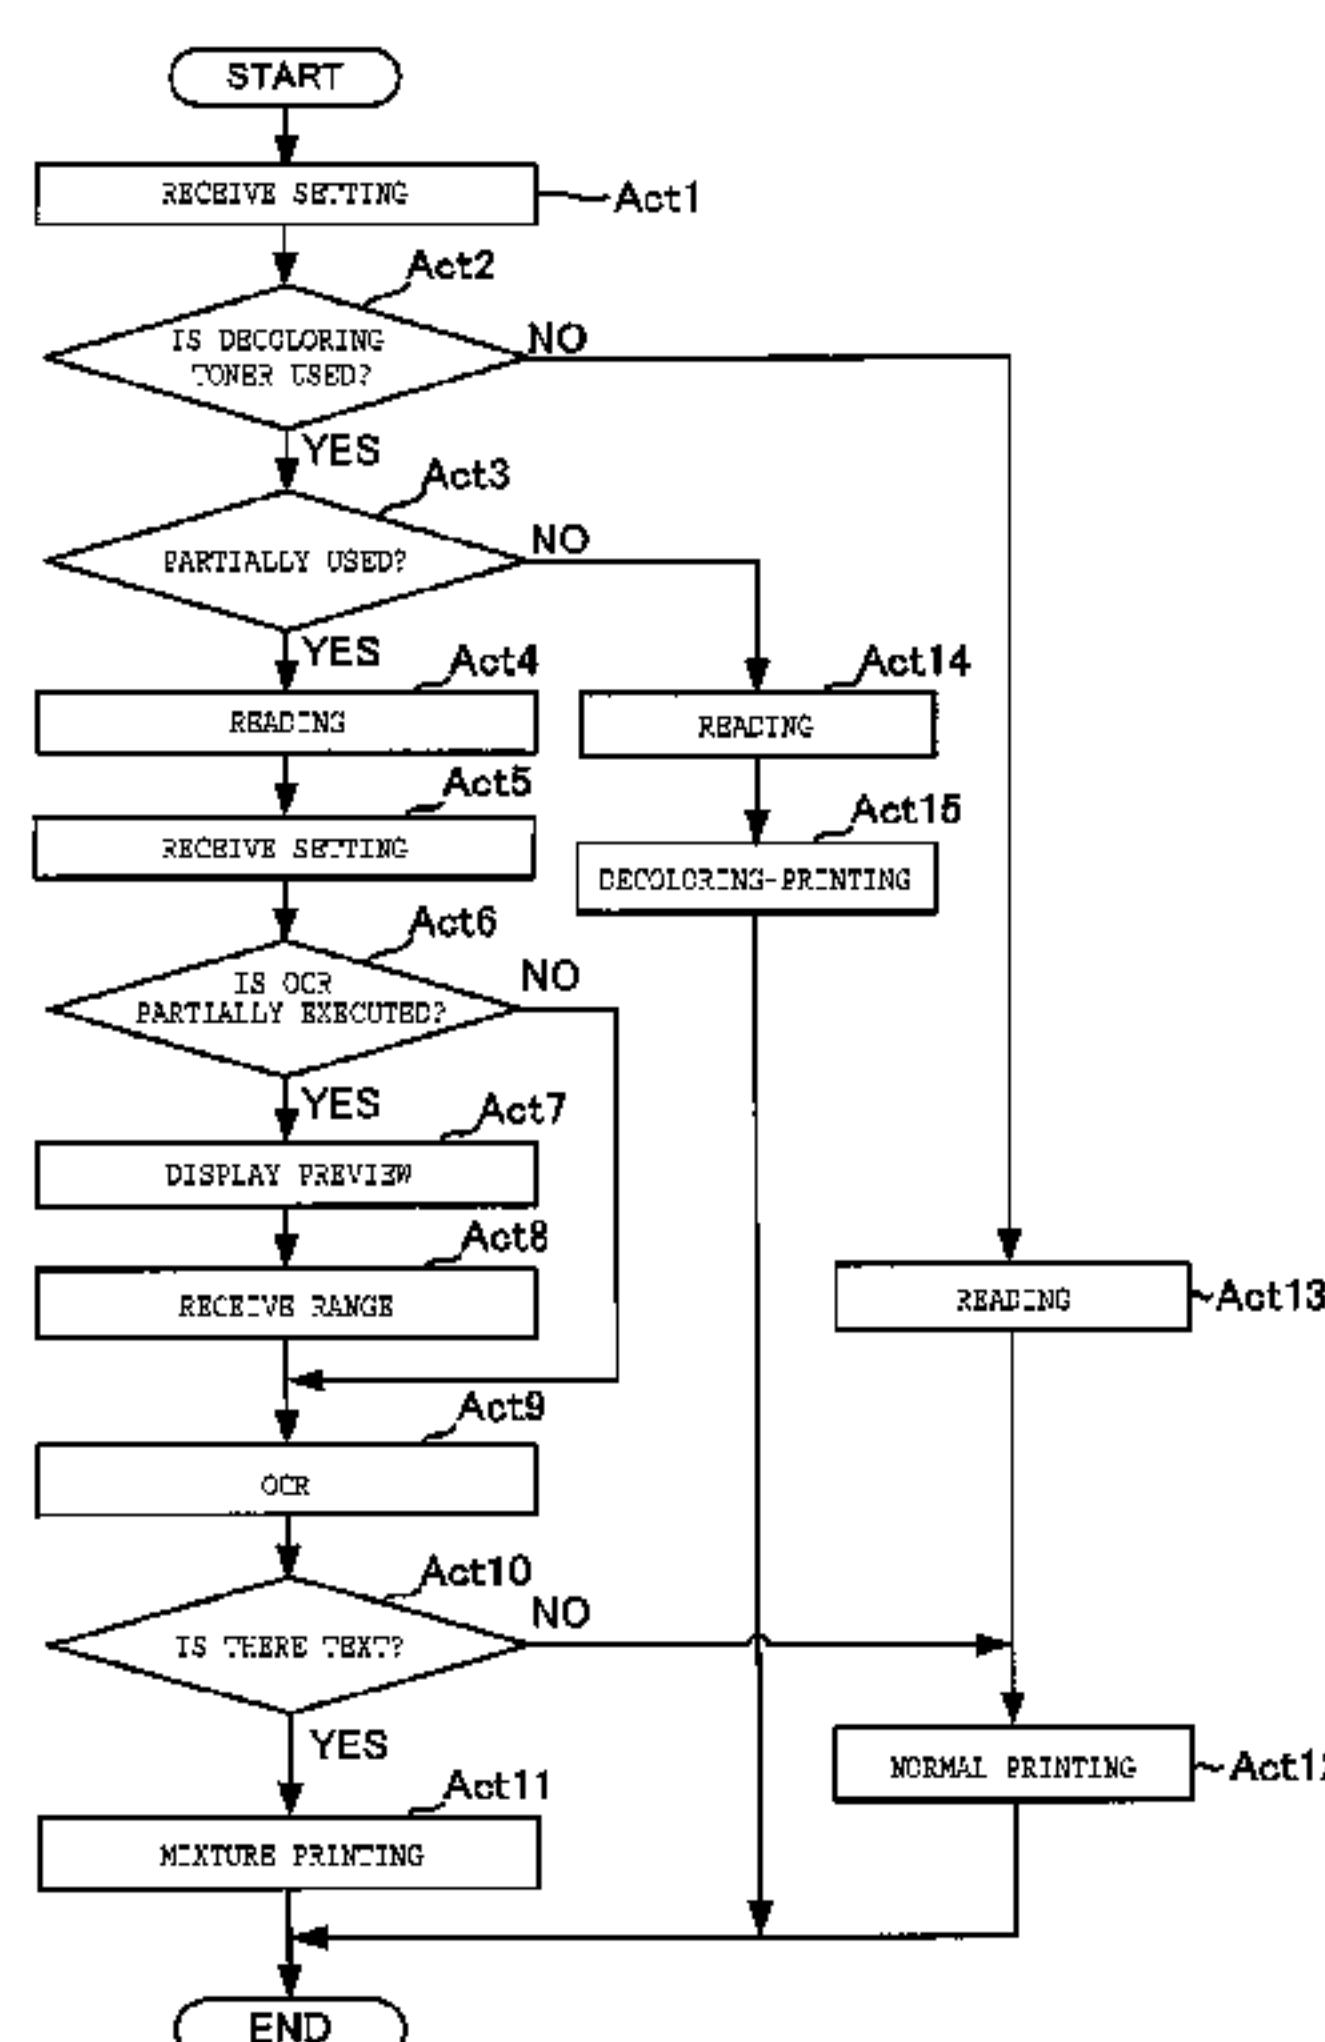 START
RECEIVE SETTING
Act1
Act2
IS DECOLORING
TONER USED?
NO
YES
Act3
PARTIALLY USED?
NO
YES
Act4
READING
Act14
READING
Act5
RECEIVE SETTING
Act15
DECOLORING-PRINTING
Act6
IS OCR
PARTIALLY EXECUTED?
NO
YES
Act7
DISPLAY PREVIEW
Act8
RECEIVE RANGE
READING
Act13
Act9
OCR
Act10
IS THERE TEXT?
NO
YES
NORMAL PRINTING
Act11
MIXTURE PRINTING
END